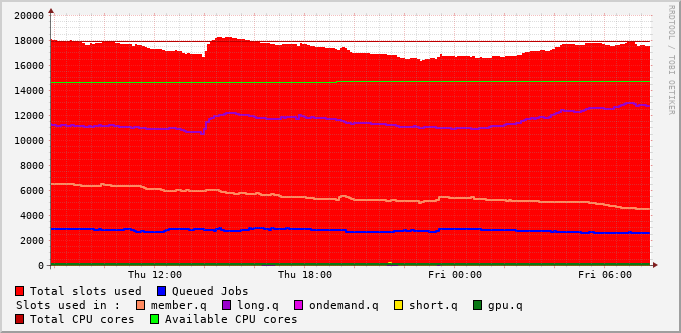 20000
18000
16000
14000
12000
10000
8000
6000
4000
2000
0
Thu 12:00 Thu 18:00 Fri 00:00 Fri 06:00
RRDTOOL / TOBI OETIKER
Total slots used Queued Jobs
Slots used in : member.q long.q ondemand.q short.q gpu.q
Total CPU cores Available CPU cores